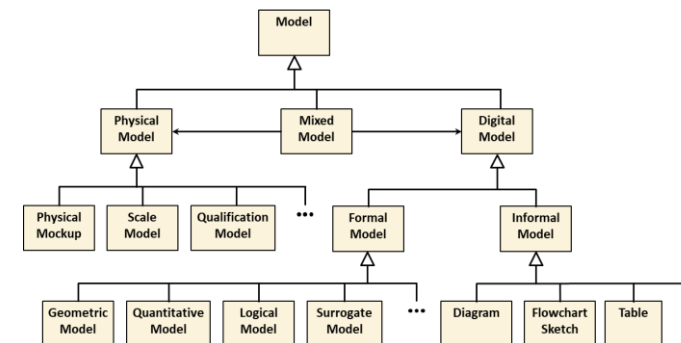 Model
Physical
Model
Mixed
Model
Digital
Model
Physical
Mockup
Scale
Model
Qualification
Model
...
Formal
Model
Informal
Model
Geometric
Model
Quantitative
Model
Logical
Model
Surrogate
Model
...
Diagram
Flowchart
Sketch
Table